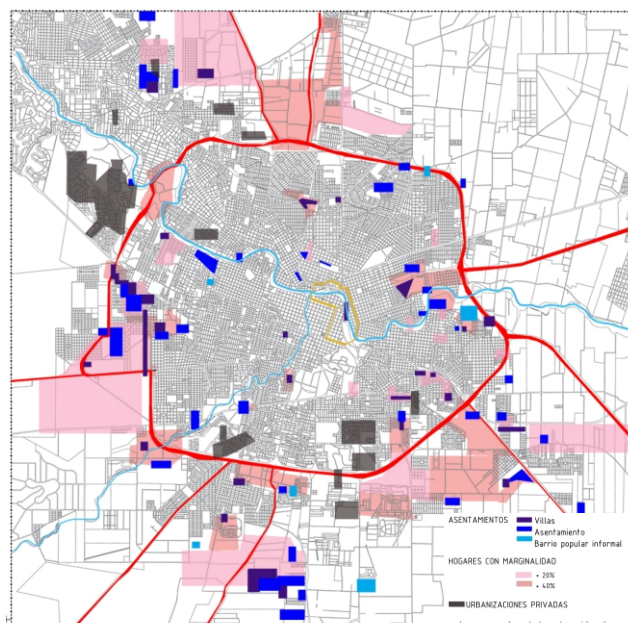 ASENTAMIENTOS Villas
Asentamiento
Barrio popular informal
HOGARES CON MARGINALIDAD
+ 20%
+ 40%
URBANIZACIONES PRIVADAS